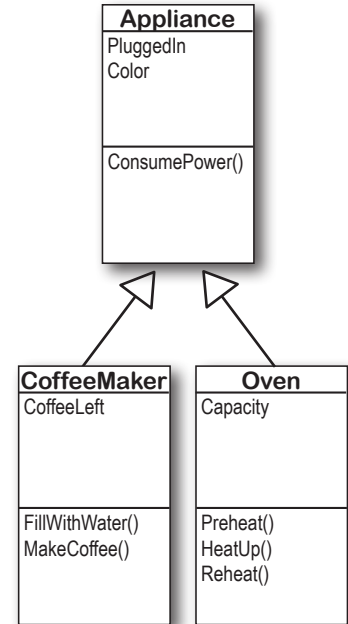 Appliance
PluggedIn
Color
ConsumePower()
CoffeeMaker
CoffeeLeft
FillWithWater()
MakeCoffee()
Oven
Capacity
Preheat()
HeatUp()
Reheat()